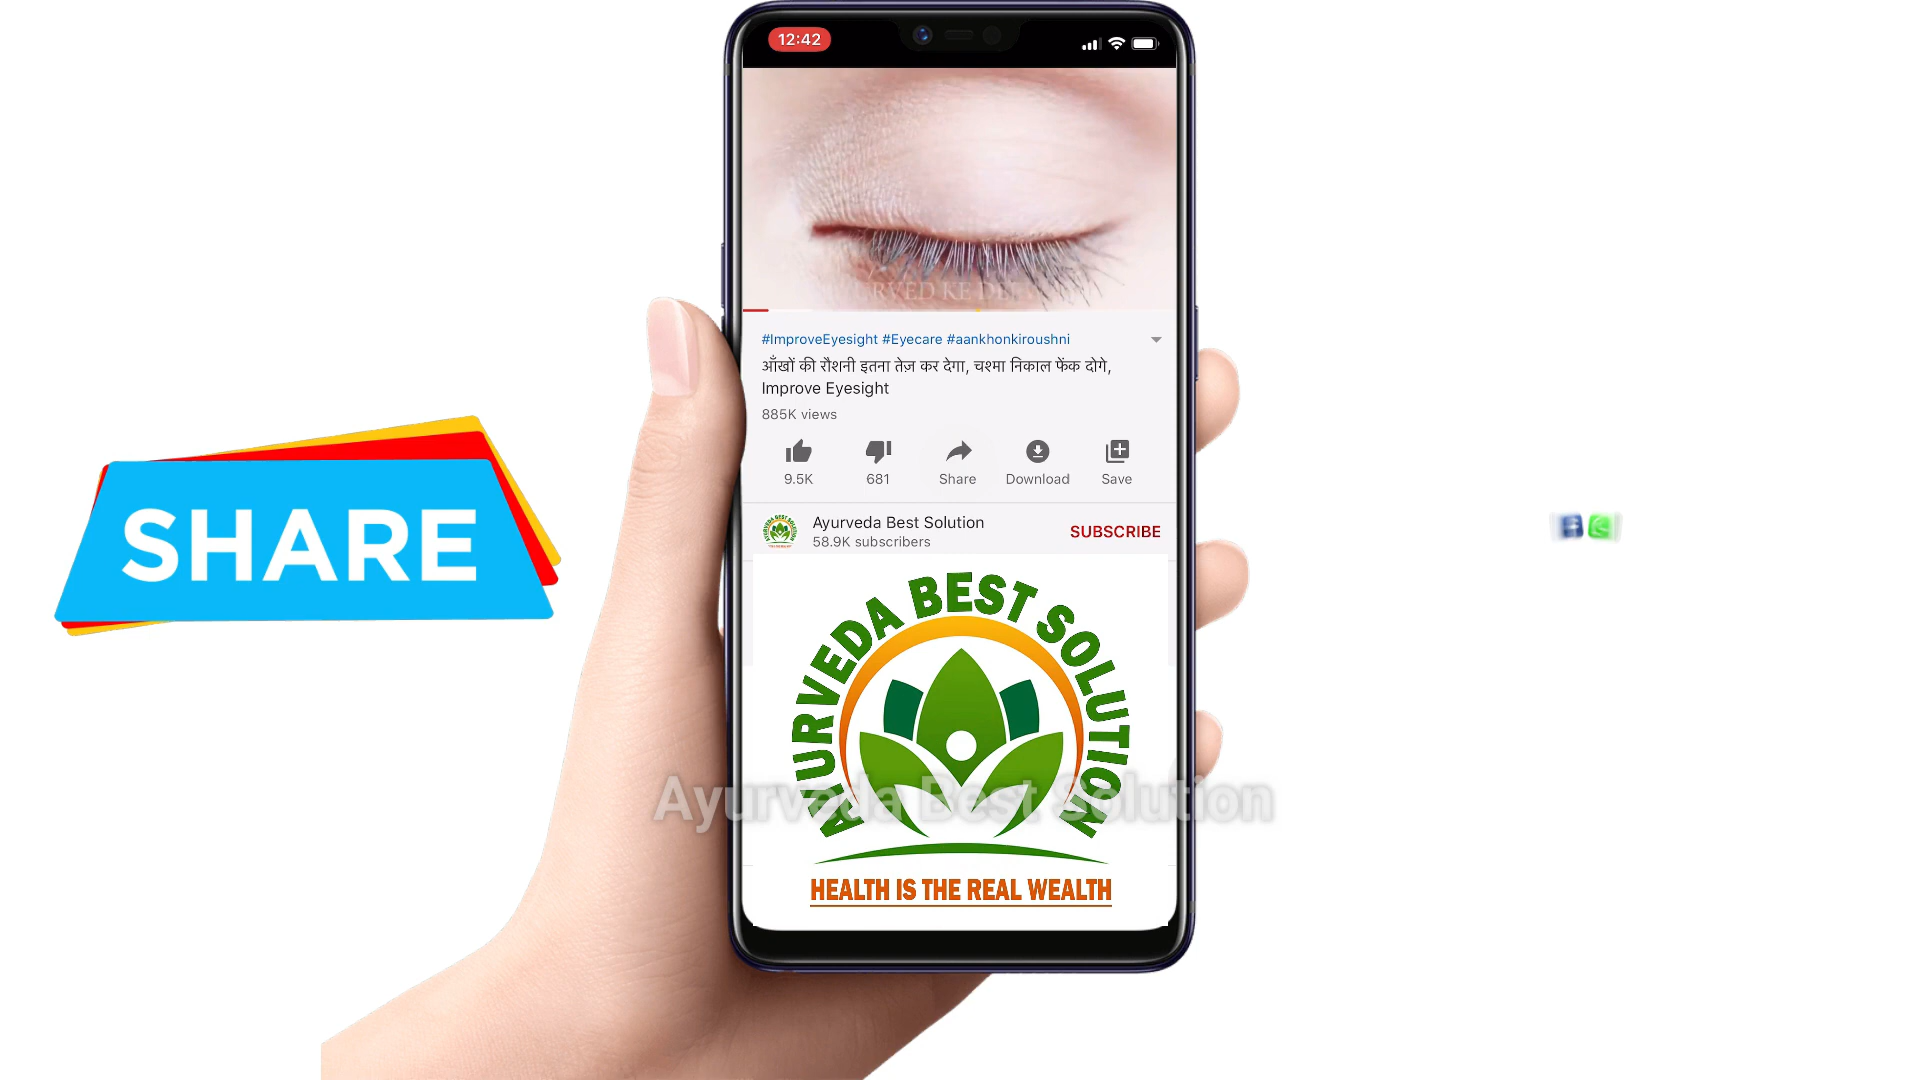 12:42
#ImproveEyesight #Eyecare #aankhonkiroushni
आँखों की रौशनी इतना तेज़ कर देगा, चश्मा निकाल फेंक दोगे,
Improve Eyesight
885K views
9.5K
681
Share
Download
Save
SHARE
Ayurveda Best Solution
58.9K subscribers
SUBSCRIBE
AYURVEDA BEST SOLUTION
Ayurveda Best Solution
HEALTH IS THE REAL WEALTH